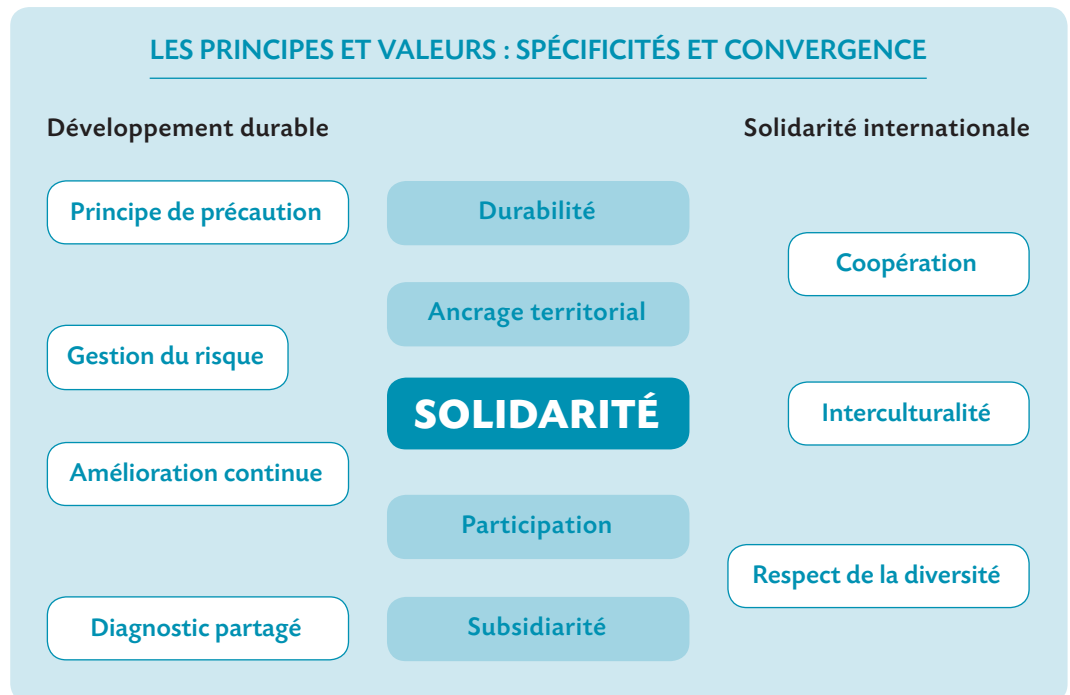 LES PRINCIPES ET VALEURS : SPÉCIFICITÉS ET CONVERGENCE
Développement durable
Solidarité internationale
Principe de précaution
Durabilité
Coopération
Ancrage territorial
Gestion du risque
SOLIDARITÉ
Interculturalité
Amélioration continue
Participation
Respect de la diversité
Diagnostic partagé
Subsidiarité